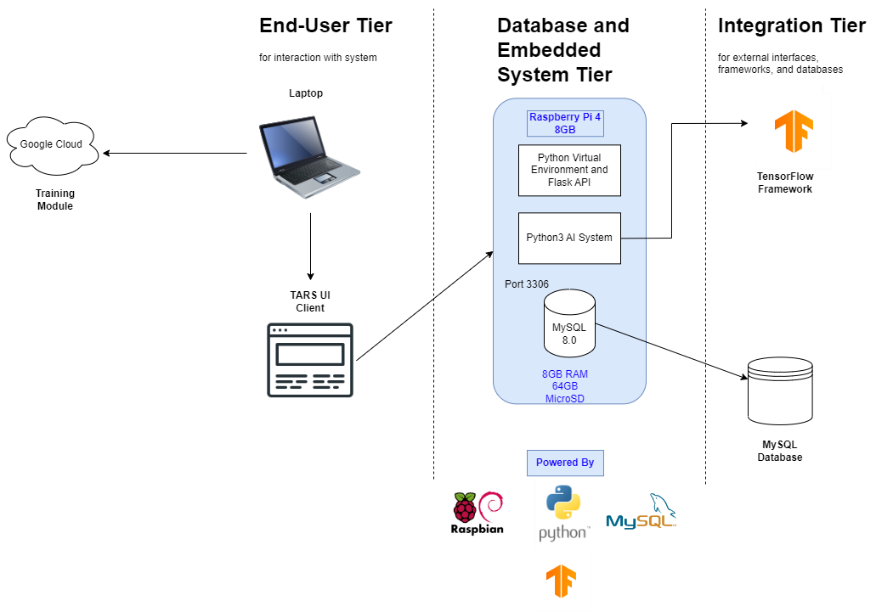 End-User Tier
for interaction with system
Laptop
Google Cloud
Training
Module
TARS UI
Client
Database and
Embedded
System Tier
Raspberry Pi 4
8GB
Python Virtual
Environment and
Flask API
Python3 AI System
Port 3306
MySQL
8.0
8GB RAM
64GB
MicroSD
Powered By
Raspbian
python™
MySQL
Integration Tier
for external interfaces,
frameworks, and databases
TensorFlow
Framework
MySQL
Database